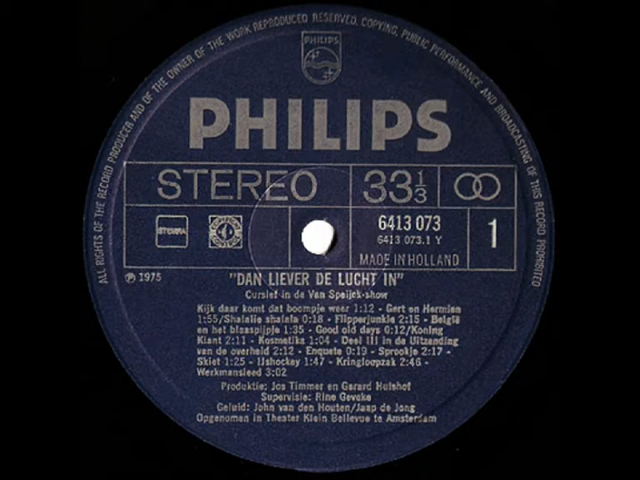 ALL RIGHTS OF THE RECORD PRODUCER AND OF THE OWNER OF THE WORK REPRODUCED RESERVED. COPYING, PUBLIC PERFORMANCE AND BROADCASTING OF THIS RECORD PROHIBITED
PHILIPS
PHILIPS
STEREO 33 1/3
STEMRA 6413 073 1
6413 073.1 Y
MADE IN HOLLAND
℗ 1975 "DAN LIEVER DE LUCHT IN"
Cursief in de Van Speijck-show
Kijk daar komt dat boompje weer 1:12 - Gert en Hermien
1:55/Shalalie shalala 0:18 - Flipperjunkie 2:15 - België
en het blaaspijpje 1:35 - Good old days 0:12/Koning
Klant 2:11 - Kosmetika 1:04 - Deel III in de Uitzending
van de overheid 2:12 - Enquete 0:19 - Sprookje 2:17 -
Skiet 1:25 - IJshockey 1:47 - Kringloopzak 2:46 -
Werkmanslied 3:02
Produktie: Jos Timmer en Gerard Hulshof
Supervisie: Rine Geveke
Geluid: John van den Houten/Jaap de Jong
Opgenomen in Theater Klein Bellevue te Amsterdam